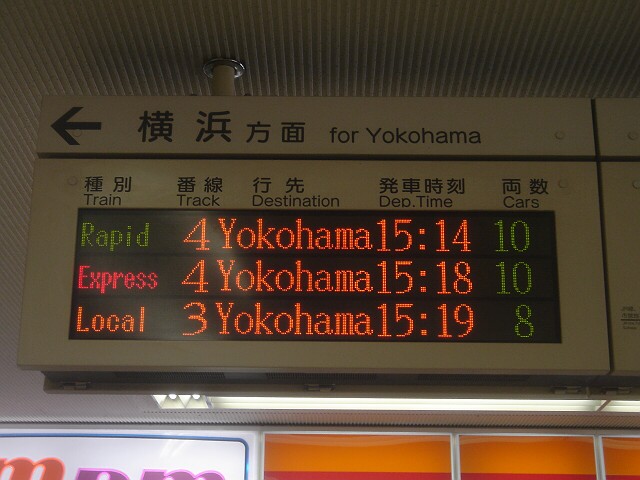 横浜方面 for Yokohama
種別 番線 行先 発車時刻 両数
Train Track Destination Dep.Time Cars
Rapid 4 Yokohama 15:14 10
Express 4 Yokohama 15:18 10
Local 3 Yokohama 15:19 8